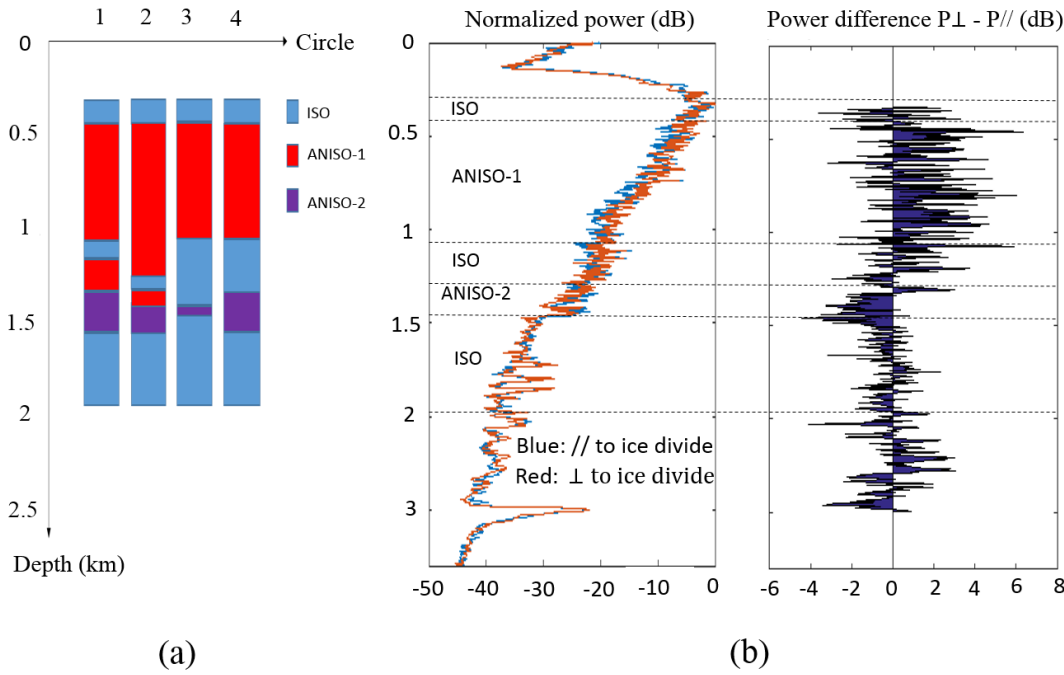 1 2 3 4
0
Circle
0.5
1
1.5
2
2.5
Depth (km)
ISO
ANISO-1
ANISO-2
(a)
Normalized power (dB)
0
0.5
1
1.5
2
3
ISO
ANISO-1
ISO
ANISO-2
ISO
Blue: // to ice divide
Red: ⊥ to ice divide
-50 -40 -30 -20 -10 0
Power difference P⊥ - P// (dB)
-6 -4 -2 0 2 4 6 8
(b)